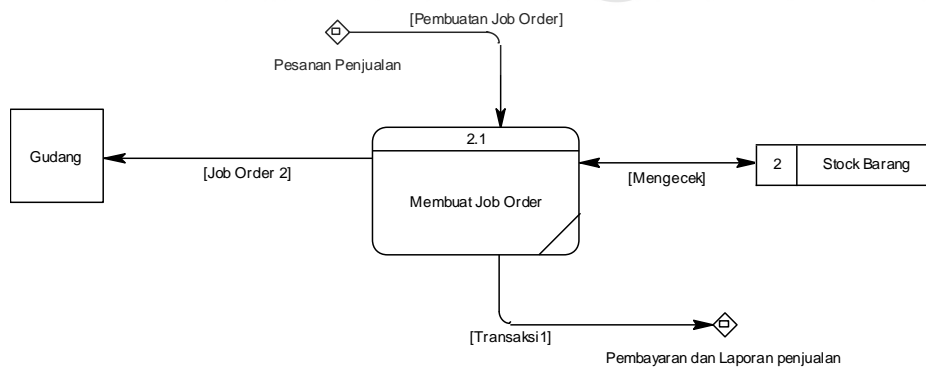 [Pembuatan Job Order]
Pesanan Penjualan
2.1
Gudang
[Job Order 2]
Membuat Job Order
[Mengecek]
2
Stock Barang
[Transaksi1]
Pembayaran dan Laporan penjualan